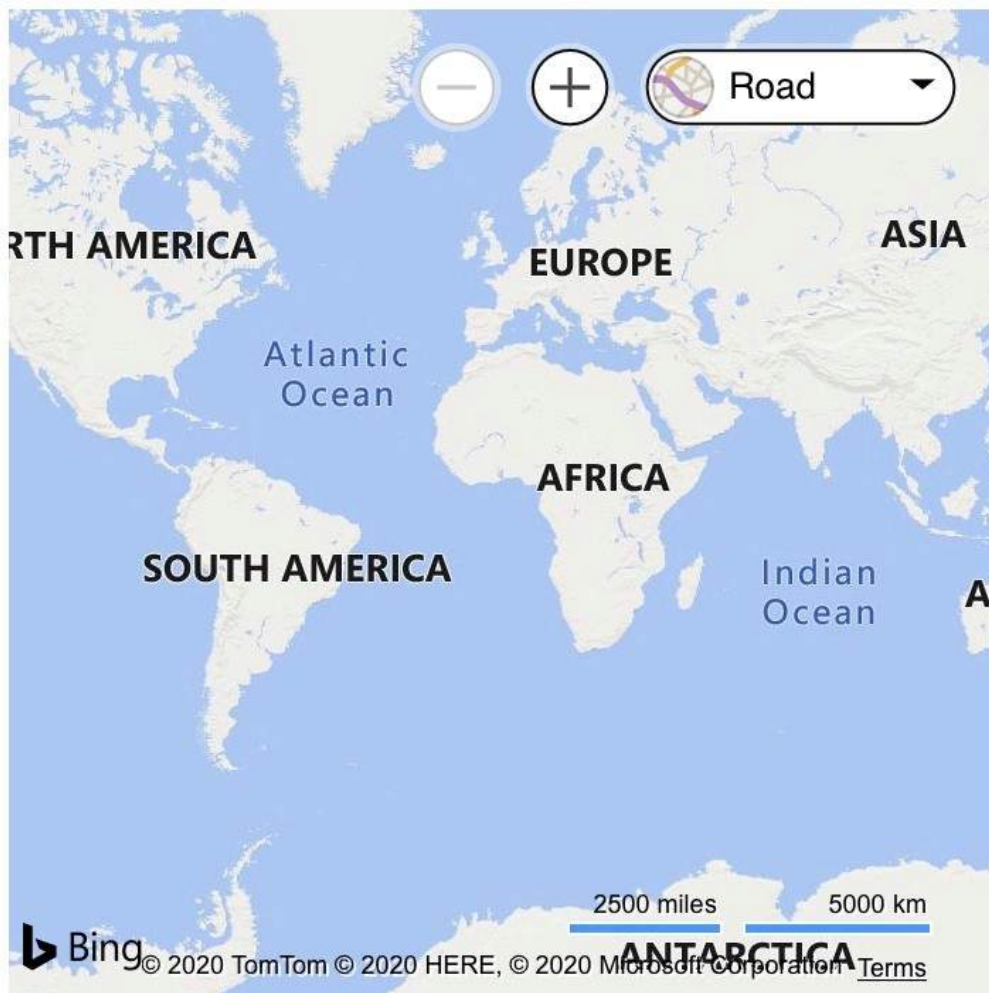 Road
RTH AMERICA
EUROPE
ASIA
Atlantic
Ocean
AFRICA
SOUTH AMERICA
Indian
Ocean
A
2500 miles
5000 km
ANTARCTICA
Bing
© 2020 TomTom © 2020 HERE, © 2020 Microsoft Corporation
Terms